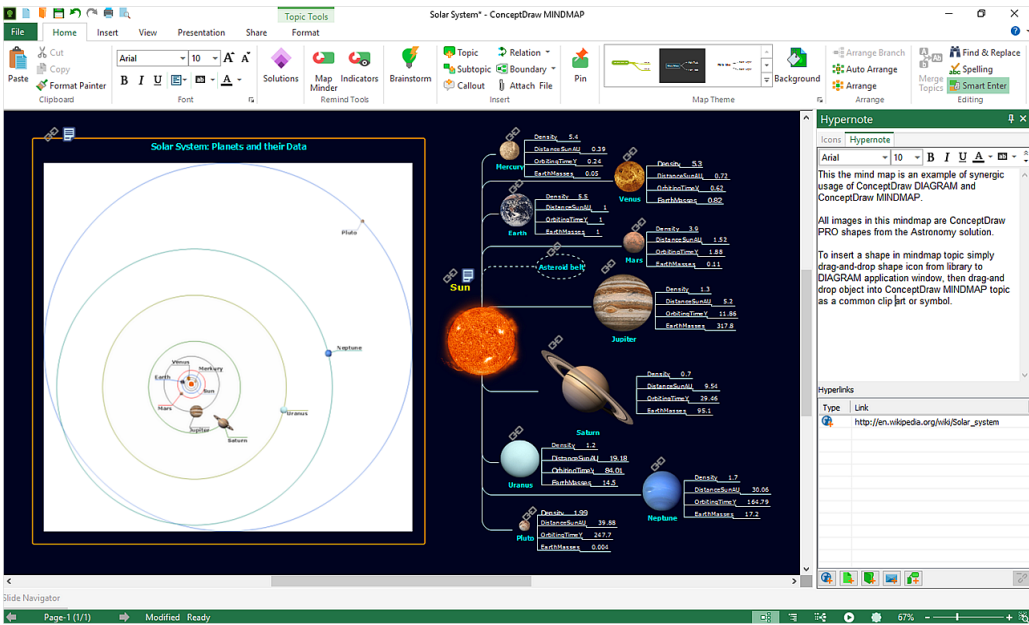 Topic Tools
Solar System* - ConceptDraw MINDMAP
File Home Insert View Presentation Share Format
Paste
Cut
Copy
Format Painter
Clipboard
Arial 10
B I U
Font
Solutions
Map Minder
Indicators
Remind Tools
Brainstorm
Topic
Subtopic
Callout
Relation
Boundary
Attach File
Insert
Pin
Background
Map Theme
Arrange Branch
Auto Arrange
Arrange
Arrange
Merge Topics
Find & Replace
Spelling
Smart Enter
Editing
Solar System: Planets and their Data
Pluto
Neptune
Venus
Merkury
Earth
Sun
Mars
Jupiter
Uranus
Saturn
Sun
Mercury
Density 5.4
DistanceSunAU 0.39
OrbitingTimeY 0.24
EarthMasses 0.05
Venus
Density 5.3
DistanceSunAU 0.72
OrbitingTimeY 0.62
EarthMasses 0.82
Earth
Density 5.5
DistanceSunAU 1
OrbitingTimeY 1
EarthMasses 1
Mars
Density 3.9
DistanceSunAU 1.52
OrbitingTimeY 1.88
EarthMasses 0.11
Asteroid belt
Jupiter
Density 1.3
DistanceSunAU 5.2
OrbitingTimeY 11.86
EarthMasses 317.8
Saturn
Density 0.7
DistanceSunAU 9.54
OrbitingTimeY 29.46
EarthMasses 95.1
Uranus
Density 1.2
DistanceSunAU 19.18
OrbitingTimeY 84.01
EarthMasses 14.5
Neptune
Density 1.7
DistanceSunAU 30.06
OrbitingTimeY 164.79
EarthMasses 17.2
Pluto
Density 1.99
DistanceSunAU 39.88
OrbitingTimeY 247.7
EarthMasses 0.004
Hypernote
Icons Hypernote
Arial 10 B I U A
This the mind map is an example of synergic
usage of ConceptDraw DIAGRAM and
ConceptDraw MINDMAP.
All images in this mindmap are ConceptDraw
PRO shapes from the Astronomy solution.
To insert a shape in mindmap topic simply
drag-and-drop shape icon from library to
DIAGRAM application window, then drag-and
drop object into ConceptDraw MINDMAP topic
as a common clip art or symbol.
Hyperlinks
Type Link
http://en.wikipedia.org/wiki/Solar_system
Slide Navigator
Page-1 (1/1) Modified Ready 67%